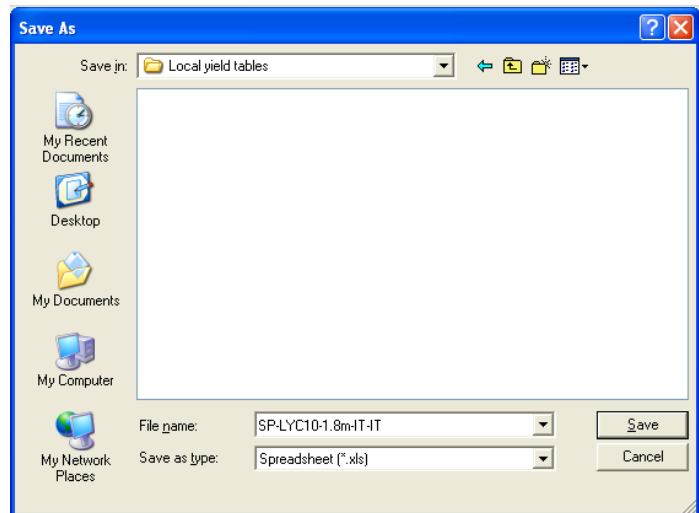 Save As
Save in:
Local yield tables
My Recent
Documents
Desktop
My Documents
My Computer
My Network
Places
File name:
SP-LYC10-1.8m-IT-IT
Save
Save as type:
Spreadsheet (*.xls)
Cancel